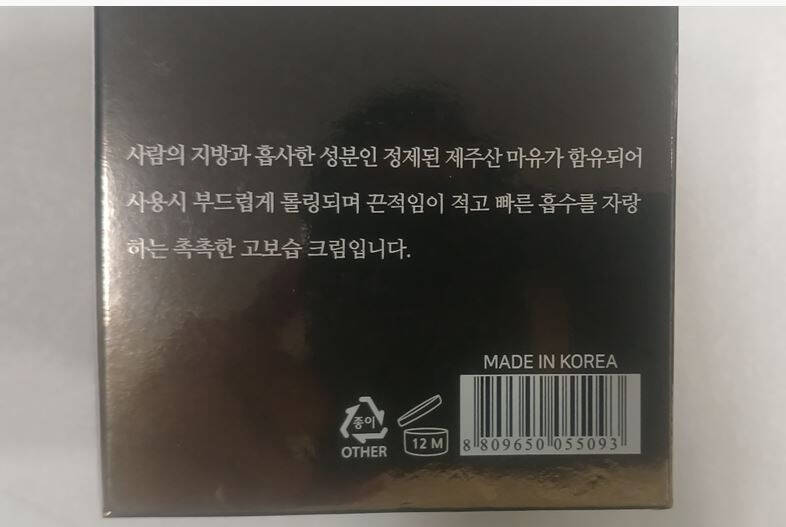 사람의 지방과 흡사한 성분인 정제된 제주산 마유가 함유되어
사용시 부드럽게 롤링되며 끈적임이 적고 빠른 흡수를 자랑
하는 촉촉한 고보습 크림입니다.
MADE IN KOREA
종이
OTHER
12 M
8 809650 055093